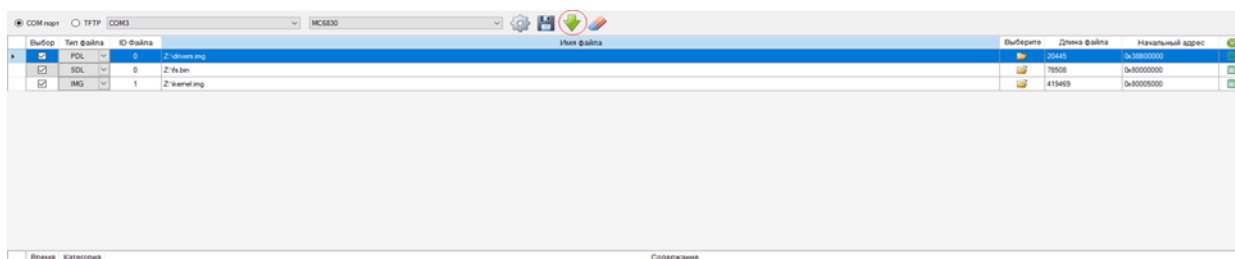 COM порт TFTP COM3 MC6830
Выбор Тип файла ID Файла Имя файла Выберите Длина файла Начальный адрес
PDL 0 Z:\drivers.img 20445 0x38B00000
SDL 0 Z:\fs.bin 78508 0x80000000
IMG 1 Z:\kernel.img 419469 0x80005000
Время Категория Содержание